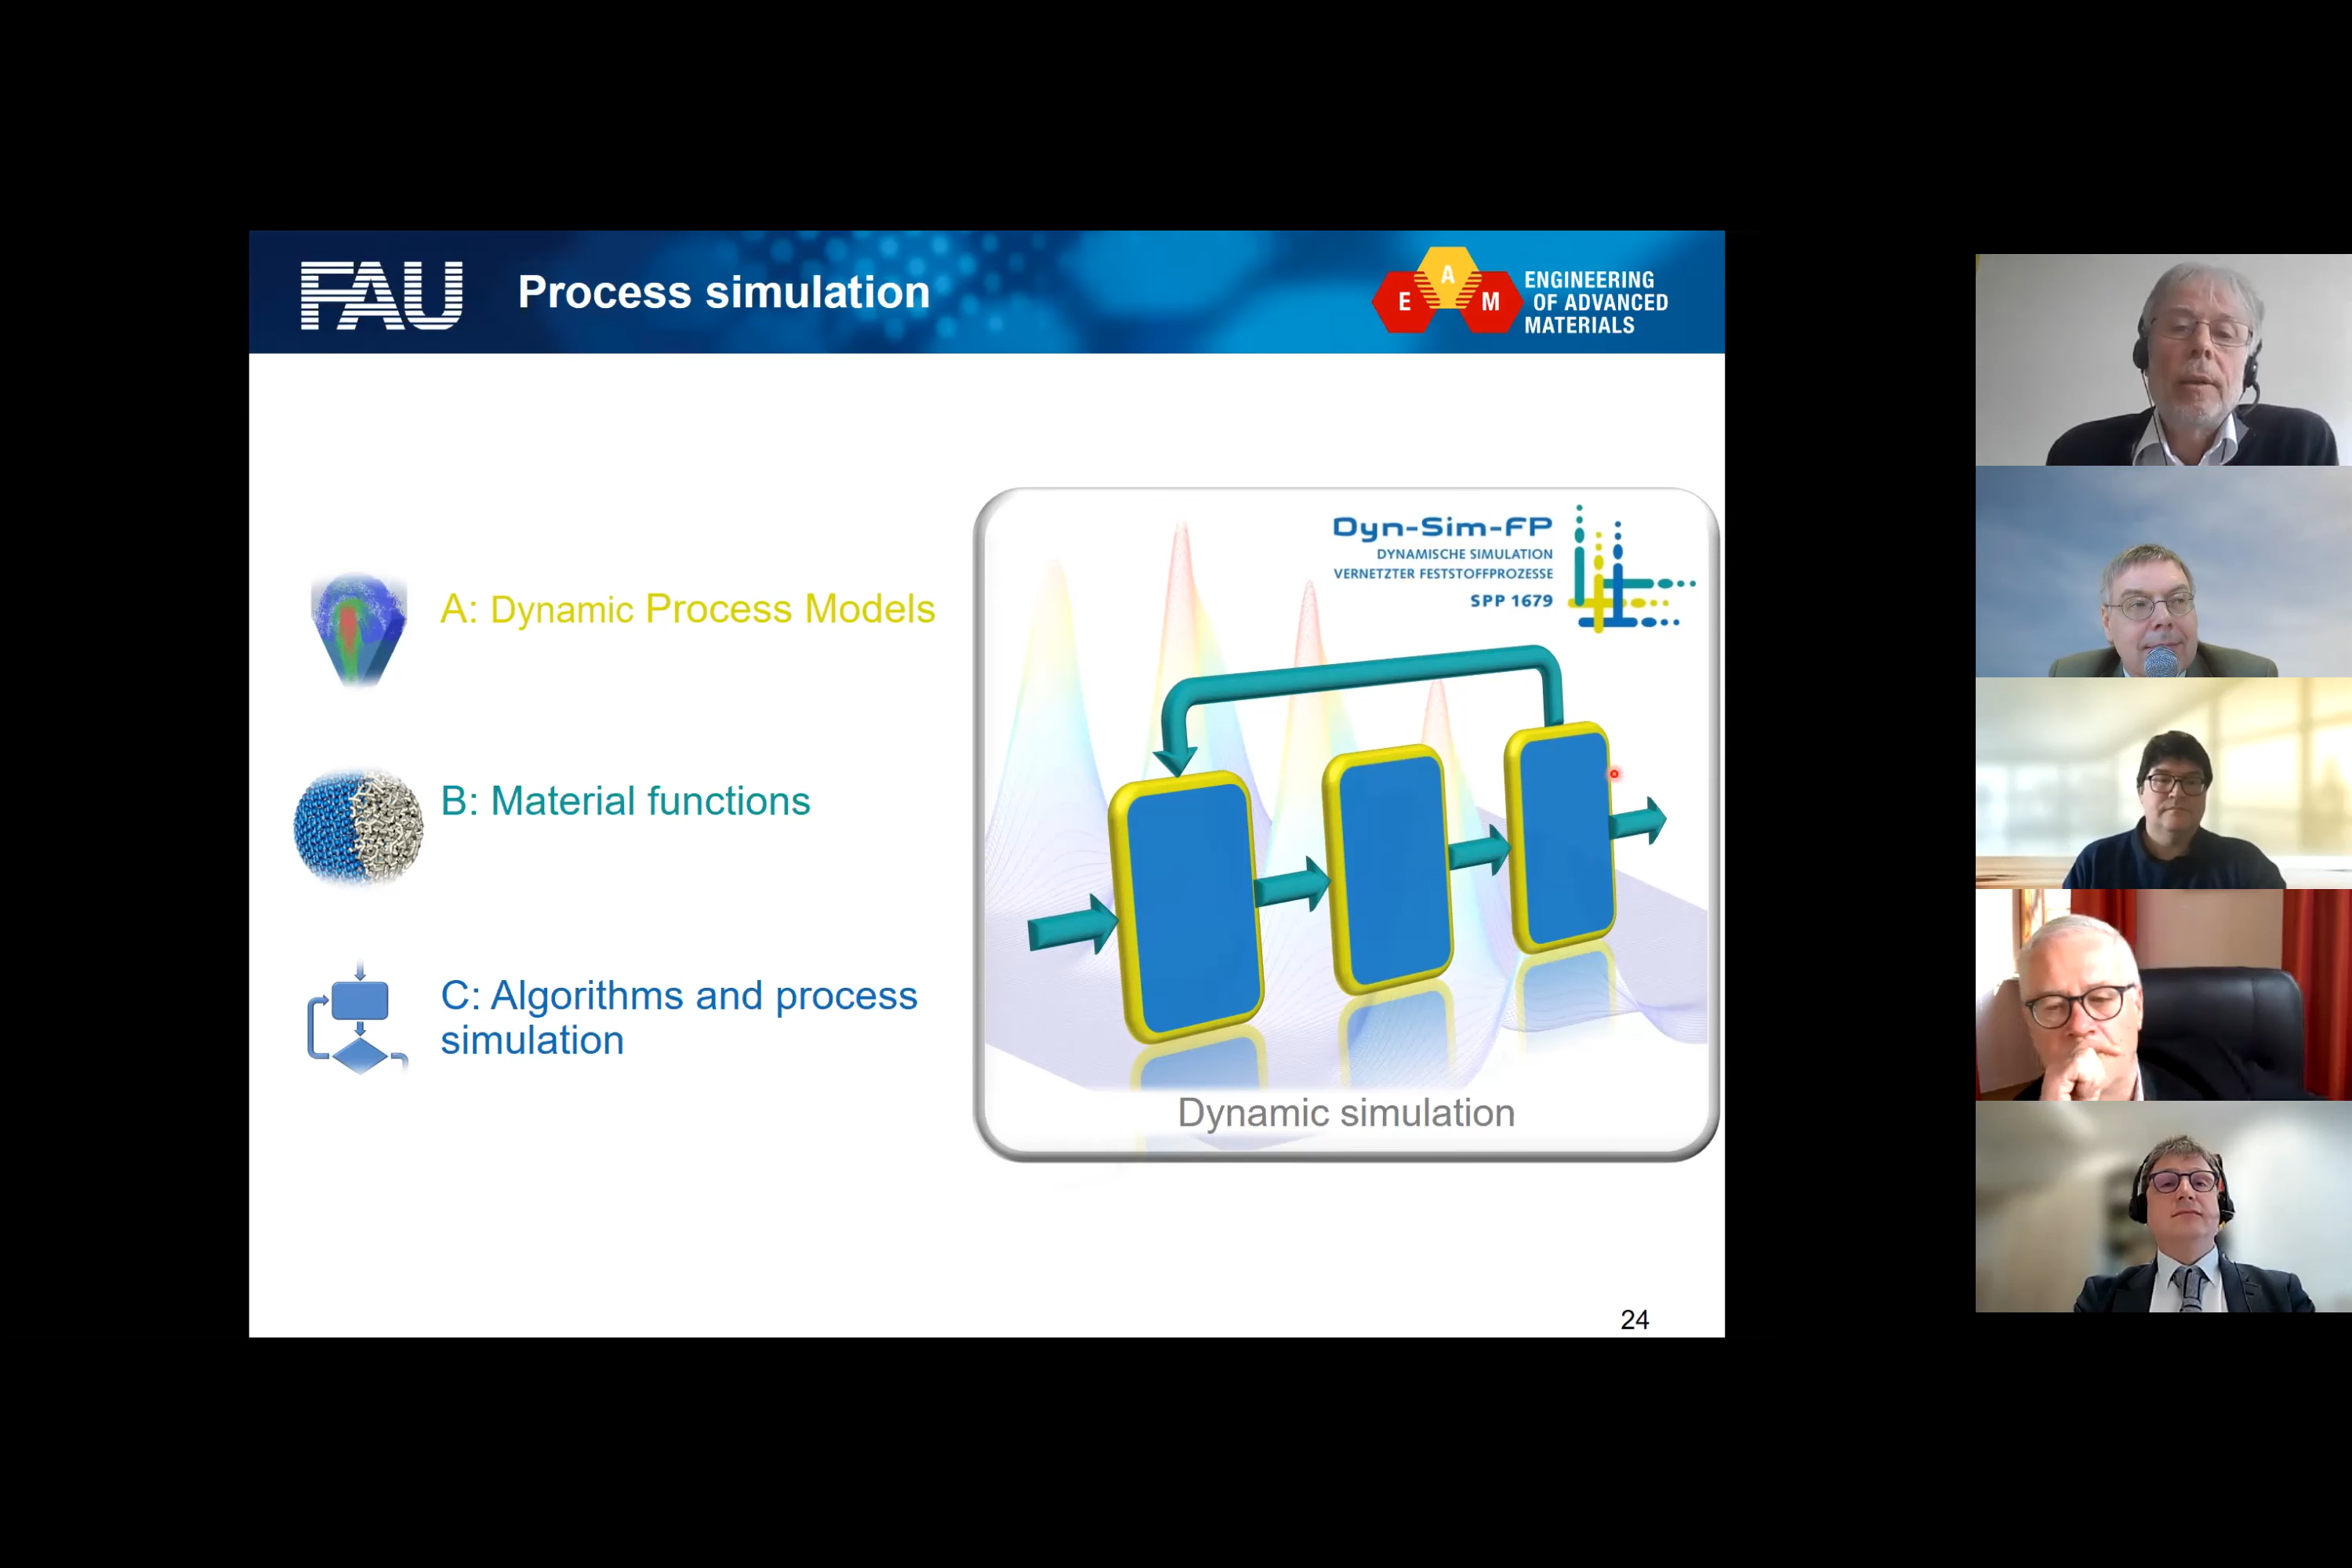 FAU
Process simulation
E A M
ENGINEERING
OF ADVANCED
MATERIALS
Dyn-Sim-FP
DYNAMISCHE SIMULATION
VERNETZTER FESTSTOFFPROZESSE
SPP 1679
A: Dynamic Process Models
B: Material functions
C: Algorithms and process
simulation
Dynamic simulation
24